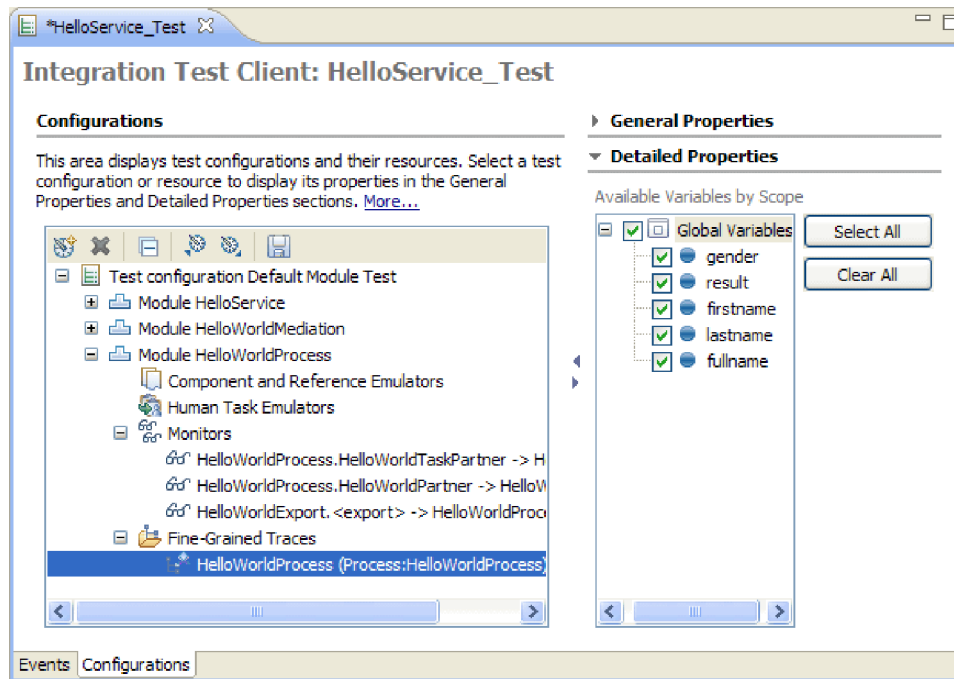 *HelloService_Test
Integration Test Client: HelloService_Test
Configurations
This area displays test configurations and their resources. Select a test
configuration or resource to display its properties in the General
Properties and Detailed Properties sections. More...
Test configuration Default Module Test
Module HelloService
Module HelloWorldMediation
Module HelloWorldProcess
Component and Reference Emulators
Human Task Emulators
Monitors
HelloWorldProcess.HelloWorldTaskPartner -> H
HelloWorldProcess.HelloWorldPartner -> HelloW
HelloWorldExport.<export> -> HelloWorldProc
Fine-Grained Traces
HelloWorldProcess (Process:HelloWorldProcess)
General Properties
Detailed Properties
Available Variables by Scope
Global Variables
gender
result
firstname
lastname
fullname
Select All
Clear All
Events
Configurations